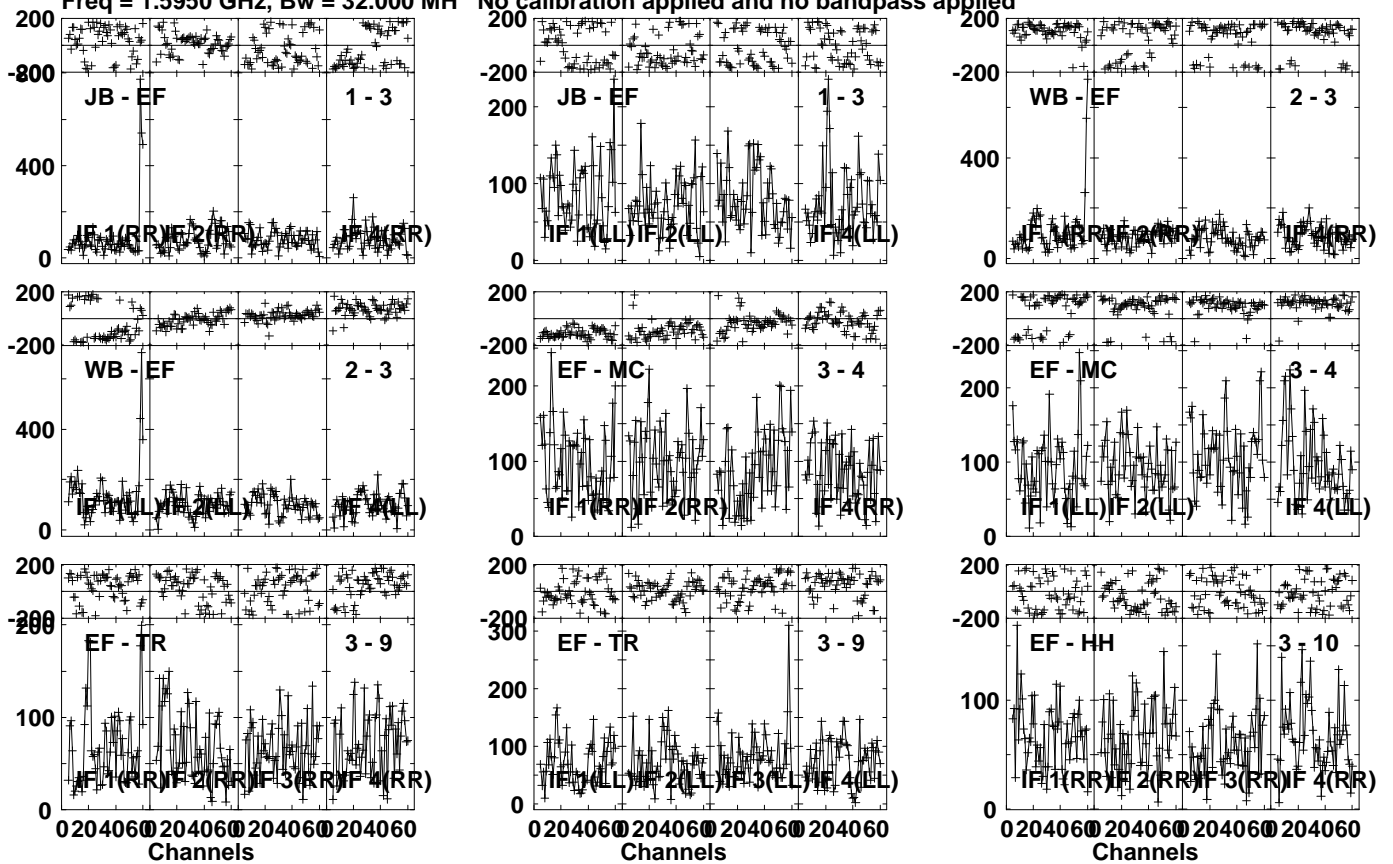 Freq = 1.5950 GHz, Bw = 32.000 MH No calibration applied and no bandpass applied
200
-200
800
400
0
JB - EF
1 - 3
IF 1(RR)
IF 2(RR)
IF 4(RR)
200
-200
200
100
0
JB - EF
1 - 3
IF 1(LL)
IF 2(LL)
IF 4(LL)
200
-200
400
0
WB - EF
2 - 3
IF 1(RR)
IF 2(RR)
IF 4(RR)
200
-200
400
0
WB - EF
2 - 3
IF 1(LL)
IF 2(LL)
IF 4(LL)
200
-200
200
100
0
EF - MC
3 - 4
IF 1(RR)
IF 2(RR)
IF 4(RR)
200
-200
200
100
0
EF - MC
3 - 4
IF 1(LL)
IF 2(LL)
IF 4(LL)
200
-200
200
100
0
EF - TR
3 - 9
IF 1(RR)
IF 2(RR)
IF 3(RR)
IF 4(RR)
0 20 40 60 0 20 40 60 0 20 40 60 0 20 40 60
Channels
200
-200
300
200
100
0
EF - TR
3 - 9
IF 1(LL)
IF 2(LL)
IF 3(LL)
IF 4(LL)
0 20 40 60 0 20 40 60 0 20 40 60 0 20 40 60
Channels
200
-200
100
0
EF - HH
3 - 10
IF 1(RR)
IF 2(RR)
IF 3(RR)
IF 4(RR)
0 20 40 60 0 20 40 60 0 20 40 60 0 20 40 60
Channels